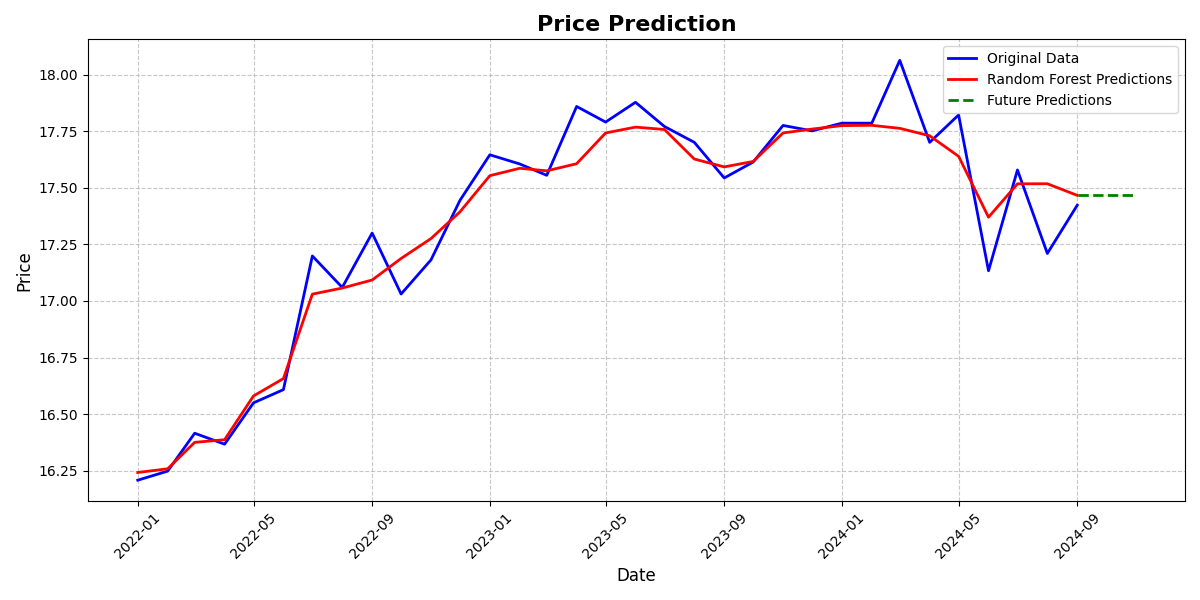 Price Prediction
Original Data
Random Forest Predictions
Future Predictions
Price
18.00
17.75
17.50
17.25
17.00
16.75
16.50
16.25
2022-01
2022-05
2022-09
2023-01
2023-05
2023-09
2024-01
2024-05
2024-09
Date